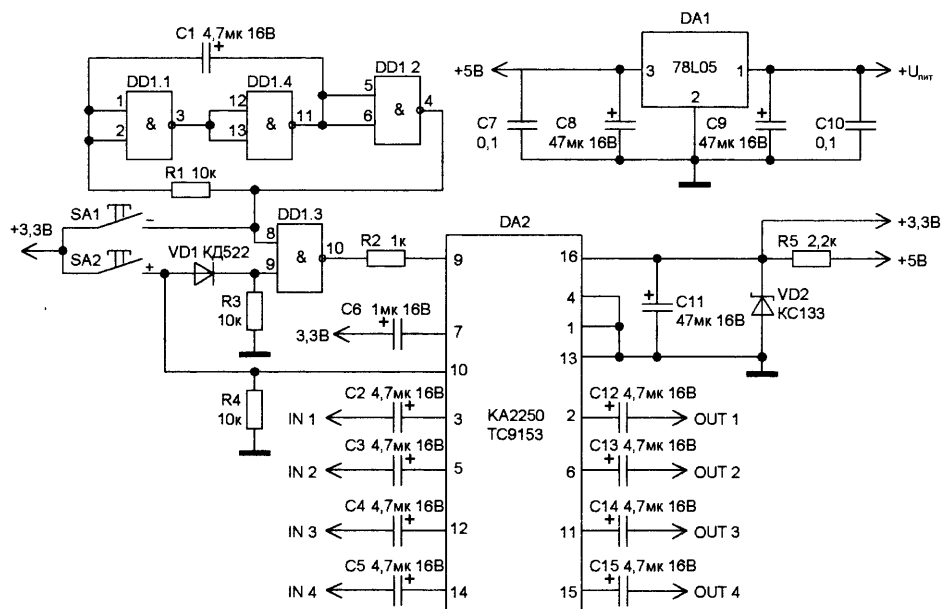 C1 4,7мк 16В
+
DD1.1
DD1.4
DD1 2
1
2
&
3
12
13
&
11
5
6
&
4
R1 10к
DA1
+5В
3
78L05
1
+Uпит
2
C7
0,1
C8
+
47мк 16В
C9
+
47мк 16В
C10
0,1
SA1
–
+3,3В
SA2
+
VD1 КД522
DD1.3
8
9
&
10
R2 1к
R3
10к
R4
10к
DA2
KA2250
TC9153
9
7
10
3
5
12
14
16
4
1
13
2
6
11
15
C6 1мк 16В
+
3,3В
C2 4,7мк 16В
+
IN 1
C3 4,7мк 16В
+
IN 2
C4 4,7мк 16В
+
IN 3
C5 4,7мк 16В
+
IN 4
+3,3В
R5 2,2к
+5В
+
C11
47мк 16В
VD2
КС133
C12 4,7мк 16В
+
OUT 1
C13 4,7мк 16В
+
OUT 2
C14 4,7мк 16В
+
OUT 3
C15 4,7мк 16В
+
OUT 4